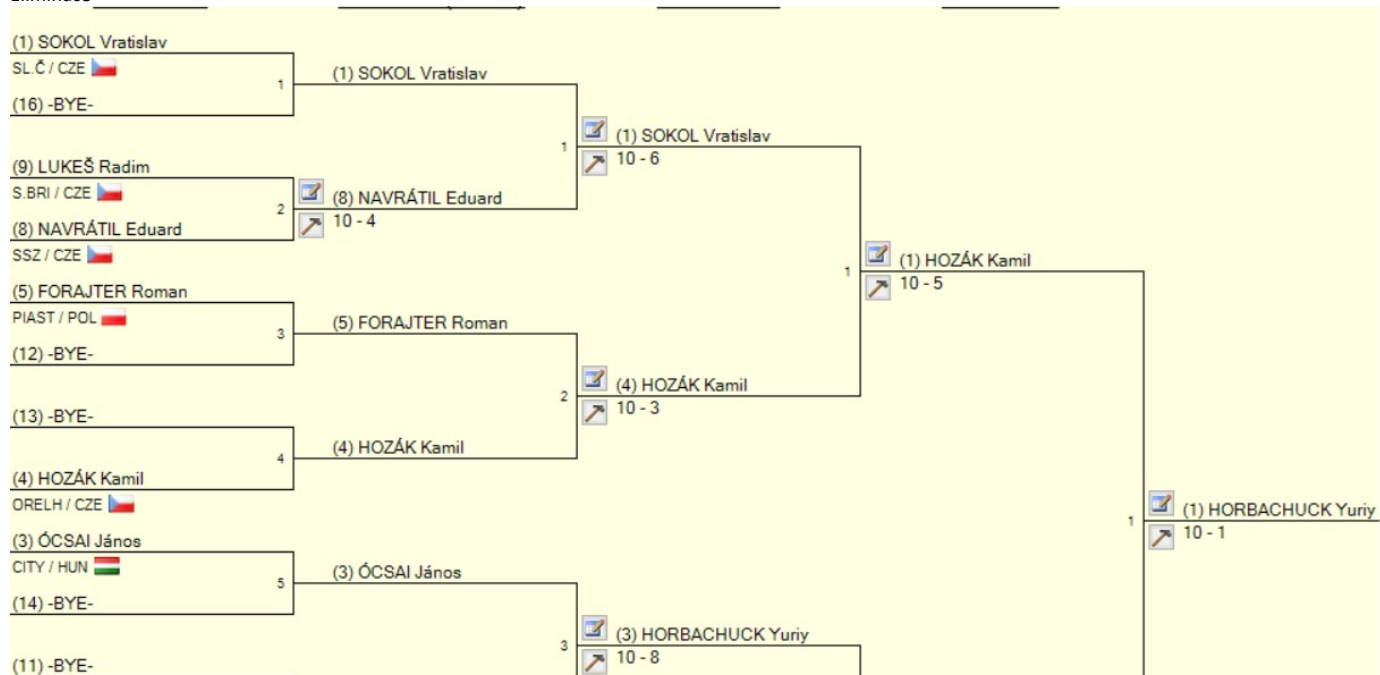 (1) SOKOL Vratislav
SL.Č / CZE
1
(1) SOKOL Vratislav
(16) -BYE-
1
(1) SOKOL Vratislav
10 - 6
(9) LUKEŠ Radim
S.BRI / CZE
2
(8) NAVRÁTIL Eduard
10 - 4
(8) NAVRÁTIL Eduard
SSZ / CZE
1
(1) HOZÁK Kamil
10 - 5
(5) FORAJTER Roman
PIAST / POL
3
(5) FORAJTER Roman
(12) -BYE-
2
(4) HOZÁK Kamil
10 - 3
(13) -BYE-
4
(4) HOZÁK Kamil
(4) HOZÁK Kamil
ORELH / CZE
1
(1) HORBACHUCK Yuriy
10 - 1
(3) ÓCSAI János
CITY / HUN
5
(3) ÓCSAI János
(14) -BYE-
3
(3) HORBACHUCK Yuriy
10 - 8
(11) -BYE-